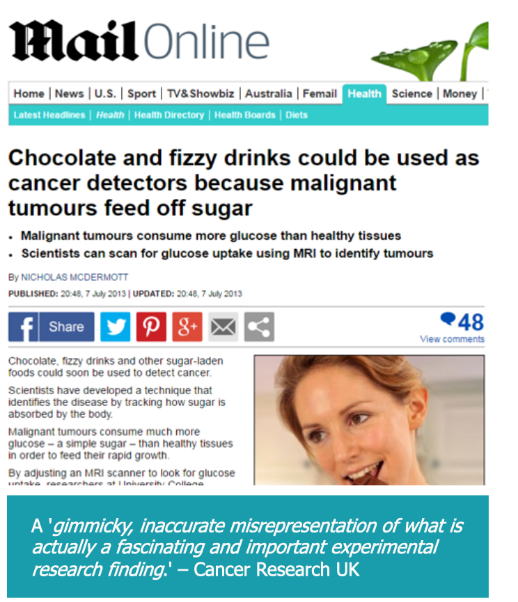 Mail Online
Home | News | U.S. | Sport | TV&Showbiz | Australia | Femail | Health | Science | Money |
Latest Headlines | Health | Health Directory | Health Boards | Diets
Chocolate and fizzy drinks could be used as
cancer detectors because malignant
tumours feed off sugar
• Malignant tumours consume more glucose than healthy tissues
• Scientists can scan for glucose uptake using MRI to identify tumours
By NICHOLAS MCDERMOTT
PUBLISHED: 20:48, 7 July 2013 | UPDATED: 20:48, 7 July 2013
f Share
8+
48
View comments
Chocolate, fizzy drinks and other sugar-laden
foods could soon be used to detect cancer.
Scientists have developed a technique that
identifies the disease by tracking how sugar is
absorbed by the body.
Malignant tumours consume much more
glucose – a simple sugar – than healthy tissues
in order to feed their rapid growth.
By adjusting an MRI scanner to look for glucose
uptake, researchers at University College
A 'gimmicky, inaccurate misrepresentation of what is
actually a fascinating and important experimental
research finding.' – Cancer Research UK